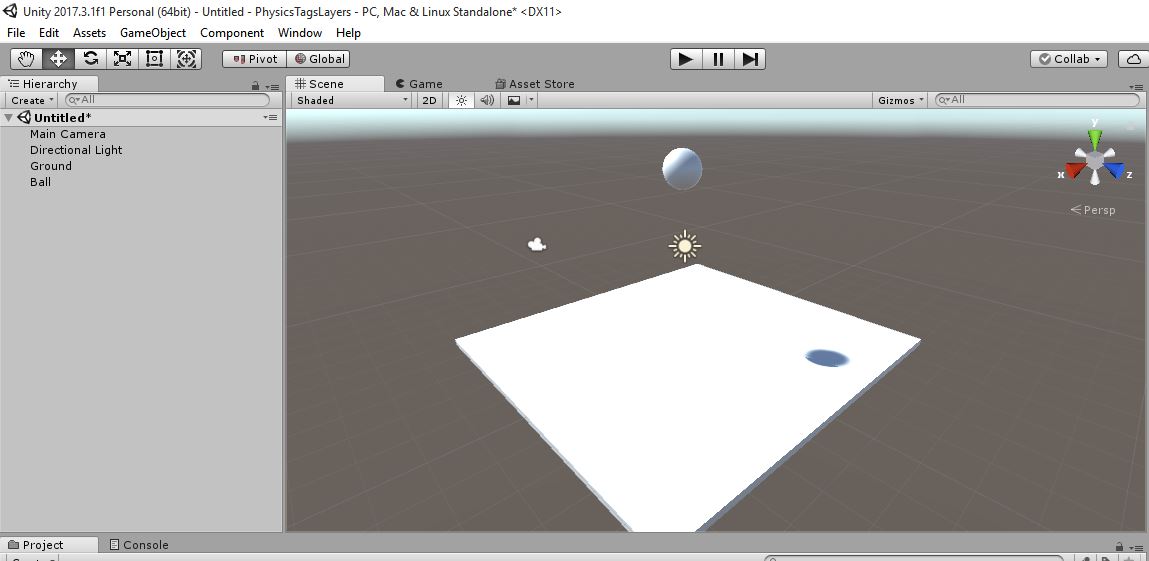 Unity 2017.3.1f1 Personal (64bit) - Untitled - PhysicsTagsLayers - PC, Mac & Linux Standalone* <DX11>
File Edit Assets GameObject Component Window Help
Pivot Global Collab
Hierarchy Scene Game Asset Store
Create All Shaded 2D Gizmos All
Untitled*
Main Camera
Directional Light
Ground
Ball
y
x z
Persp
Project Console